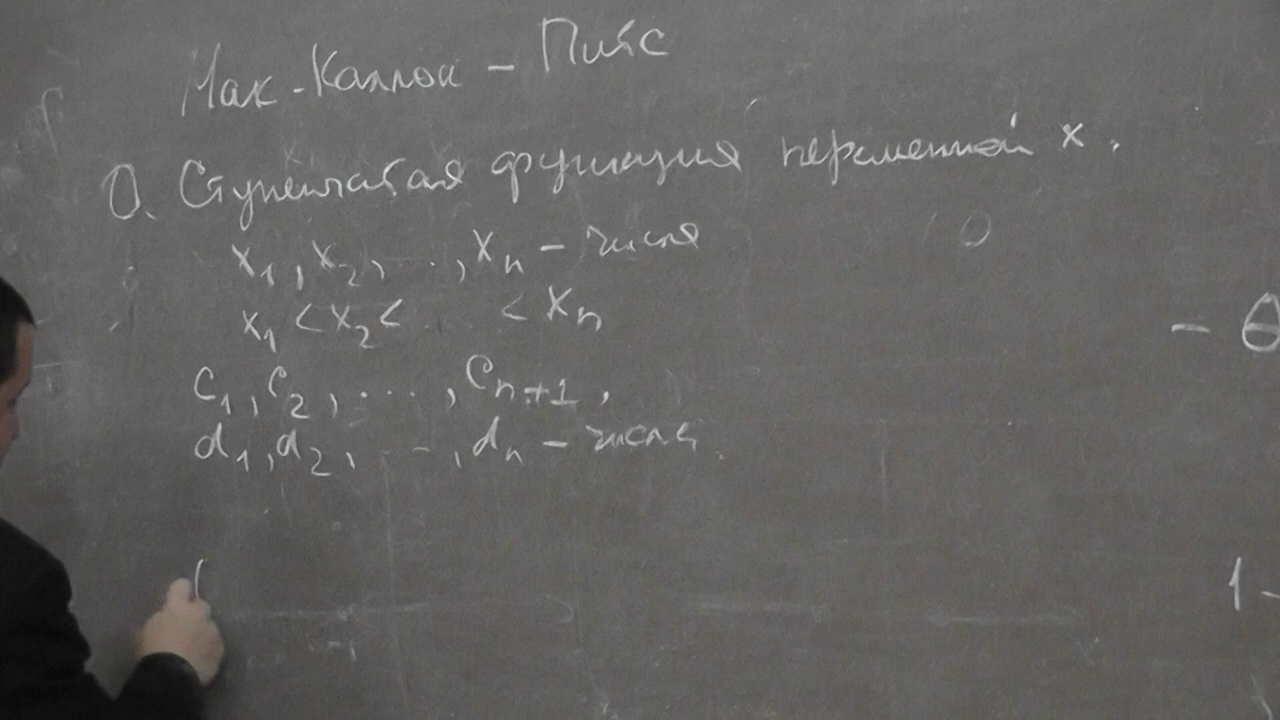 Мак-Каллок - Питс
О. Ступенчатая функция переменной x.
x₁, x₂, ..., xₙ - числа
x₁ < x₂ < ... < xₙ
c₁, c₂, ..., cₙ₊₁,
d₁, d₂, ..., dₙ - числа.
- θ
1 -